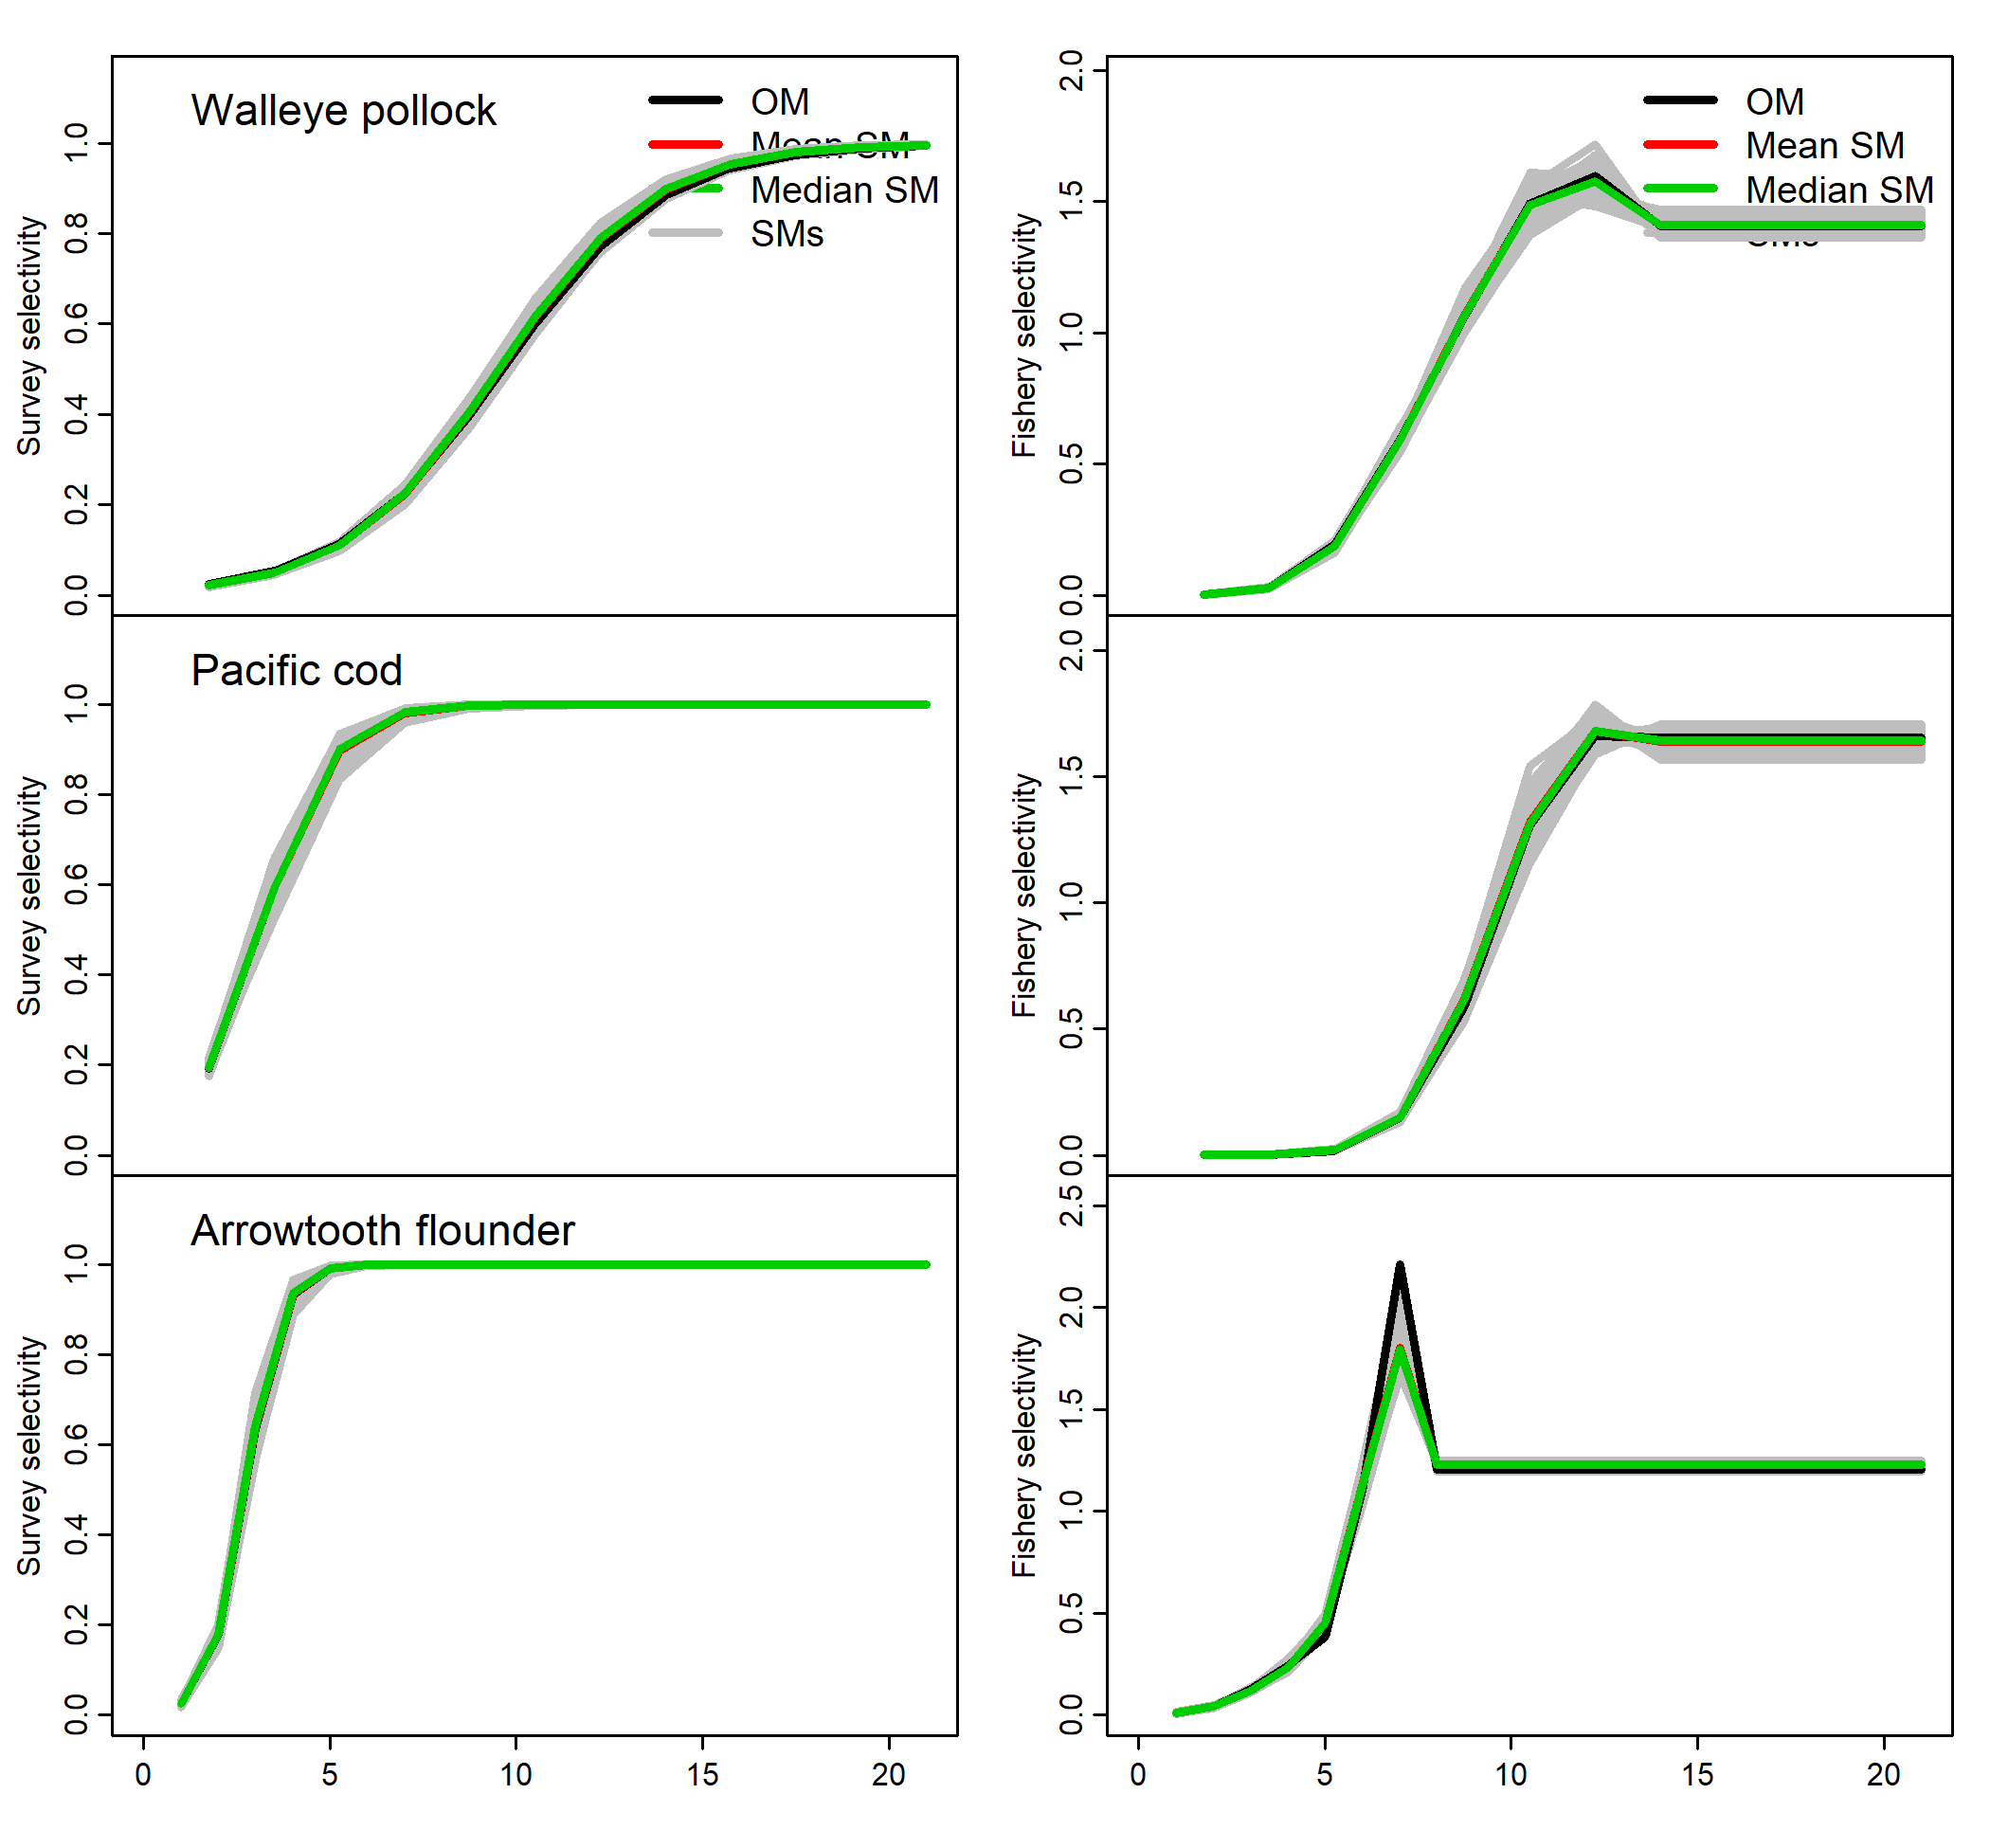 Walleye pollock
OM
Mean SM
Median SM
SMs
Survey selectivity
0.0 0.2 0.4 0.6 0.8 1.0
OM
Mean SM
Median SM
SMs
Fishery selectivity
0.0 0.5 1.0 1.5 2.0
Pacific cod
Survey selectivity
0.0 0.2 0.4 0.6 0.8 1.0
Fishery selectivity
0.0 0.5 1.0 1.5 2.0
Arrowtooth flounder
Survey selectivity
0.0 0.2 0.4 0.6 0.8 1.0
0 5 10 15 20
Fishery selectivity
0.0 0.5 1.0 1.5 2.0 2.5
0 5 10 15 20